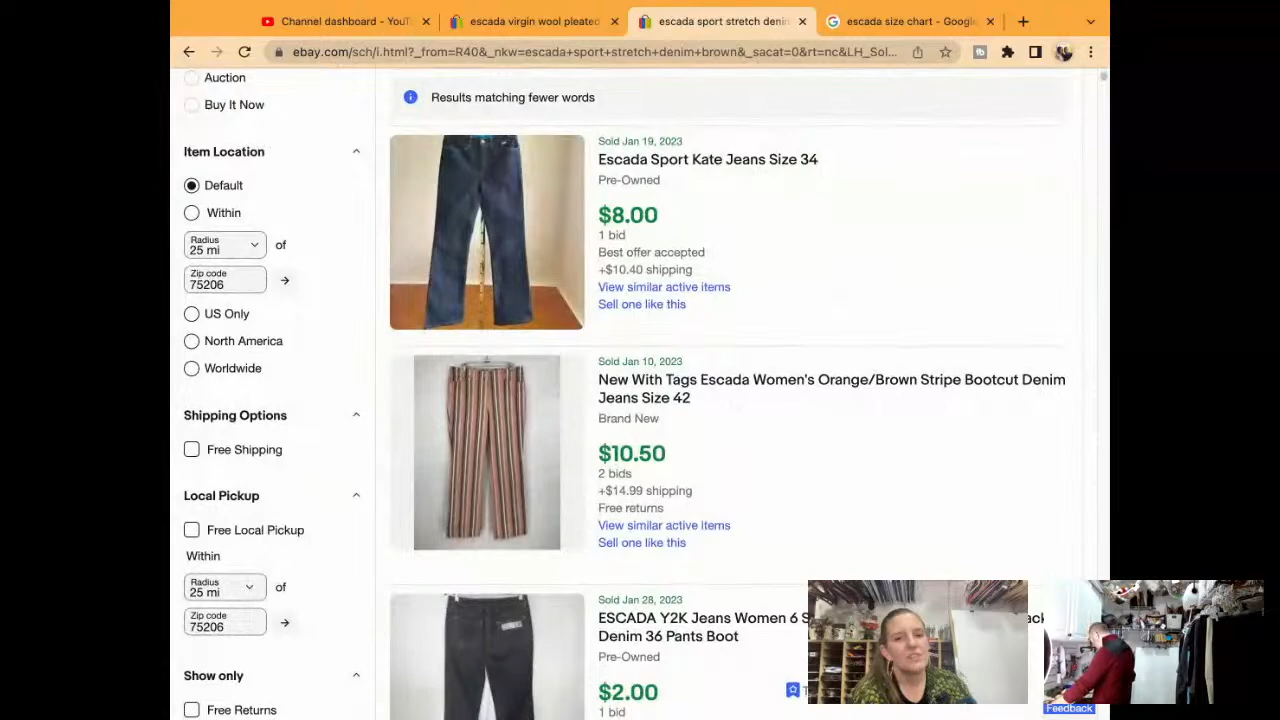 Channel dashboard - YouT
escada virgin wool pleated
escada sport stretch denim
escada size chart - Google
ebay.com/sch/i.html?_from=R40&_nkw=escada+sport+stretch+denim+brown&_sacat=0&rt=nc&LH_Sol...
Auction
Buy It Now
Item Location
Default
Within
Radius
25 mi
of
Zip code
75206
US Only
North America
Worldwide
Shipping Options
Free Shipping
Local Pickup
Free Local Pickup
Within
Radius
25 mi
of
Zip code
75206
Show only
Free Returns
Results matching fewer words
Sold Jan 19, 2023
Escada Sport Kate Jeans Size 34
Pre-Owned
$8.00
1 bid
Best offer accepted
+$10.40 shipping
View similar active items
Sell one like this
Sold Jan 10, 2023
New With Tags Escada Women's Orange/Brown Stripe Bootcut Denim
Jeans Size 42
Brand New
$10.50
2 bids
+$14.99 shipping
Free returns
View similar active items
Sell one like this
Sold Jan 28, 2023
ESCADA Y2K Jeans Women 6 S
Denim 36 Pants Boot
Pre-Owned
$2.00
1 bid
Feedback